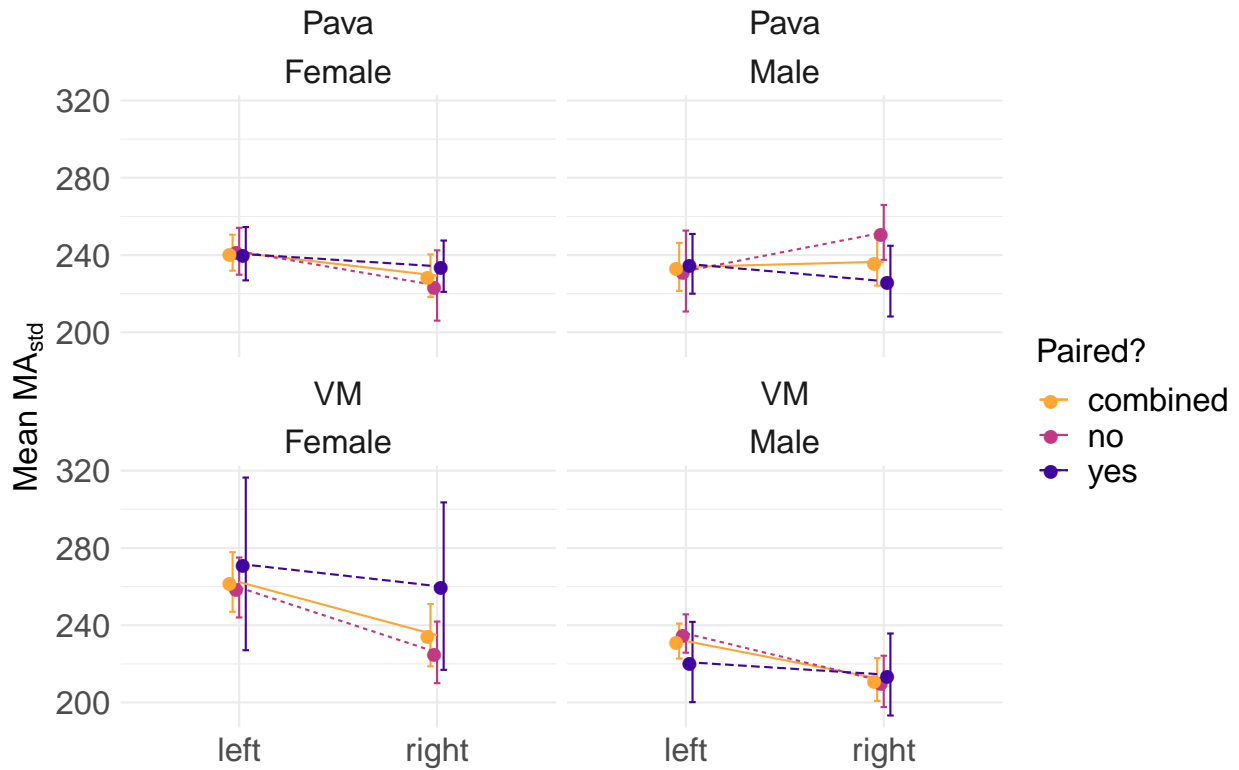 Pava
Female
Pava
Male
320
280
240
200
VM
Female
VM
Male
320
280
240
200
left
right
left
right
Mean MAstd
Paired?
combined
no
yes